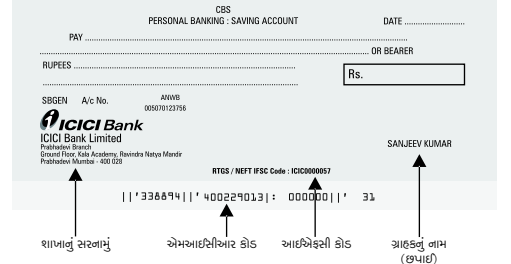 CBS
PERSONAL BANKING : SAVING ACCOUNT DATE ......................
PAY ..........................................................................................................
............................................................................................................................ OR BEARER
RUPEES ..................................................................
.............................................................................. Rs.
SBGEN A/c No. ANWB
005070123756
ICICI Bank
ICICI Bank Limited
Prabhadevi Branch
Ground Floor, Kala Academy, Ravindra Natya Mandir
Prabhadevi Mumbai - 400 028
SANJEEV KUMAR
RTGS / NEFT IFSC Code : ICIC0000057
||'338894||' 400229013|: 000000||' 31
શાખાનું સરનામું એમઆઈસીઆર કોડ આઈએફસી કોડ ગ્રાહકનું નામ
(છપાઈ)